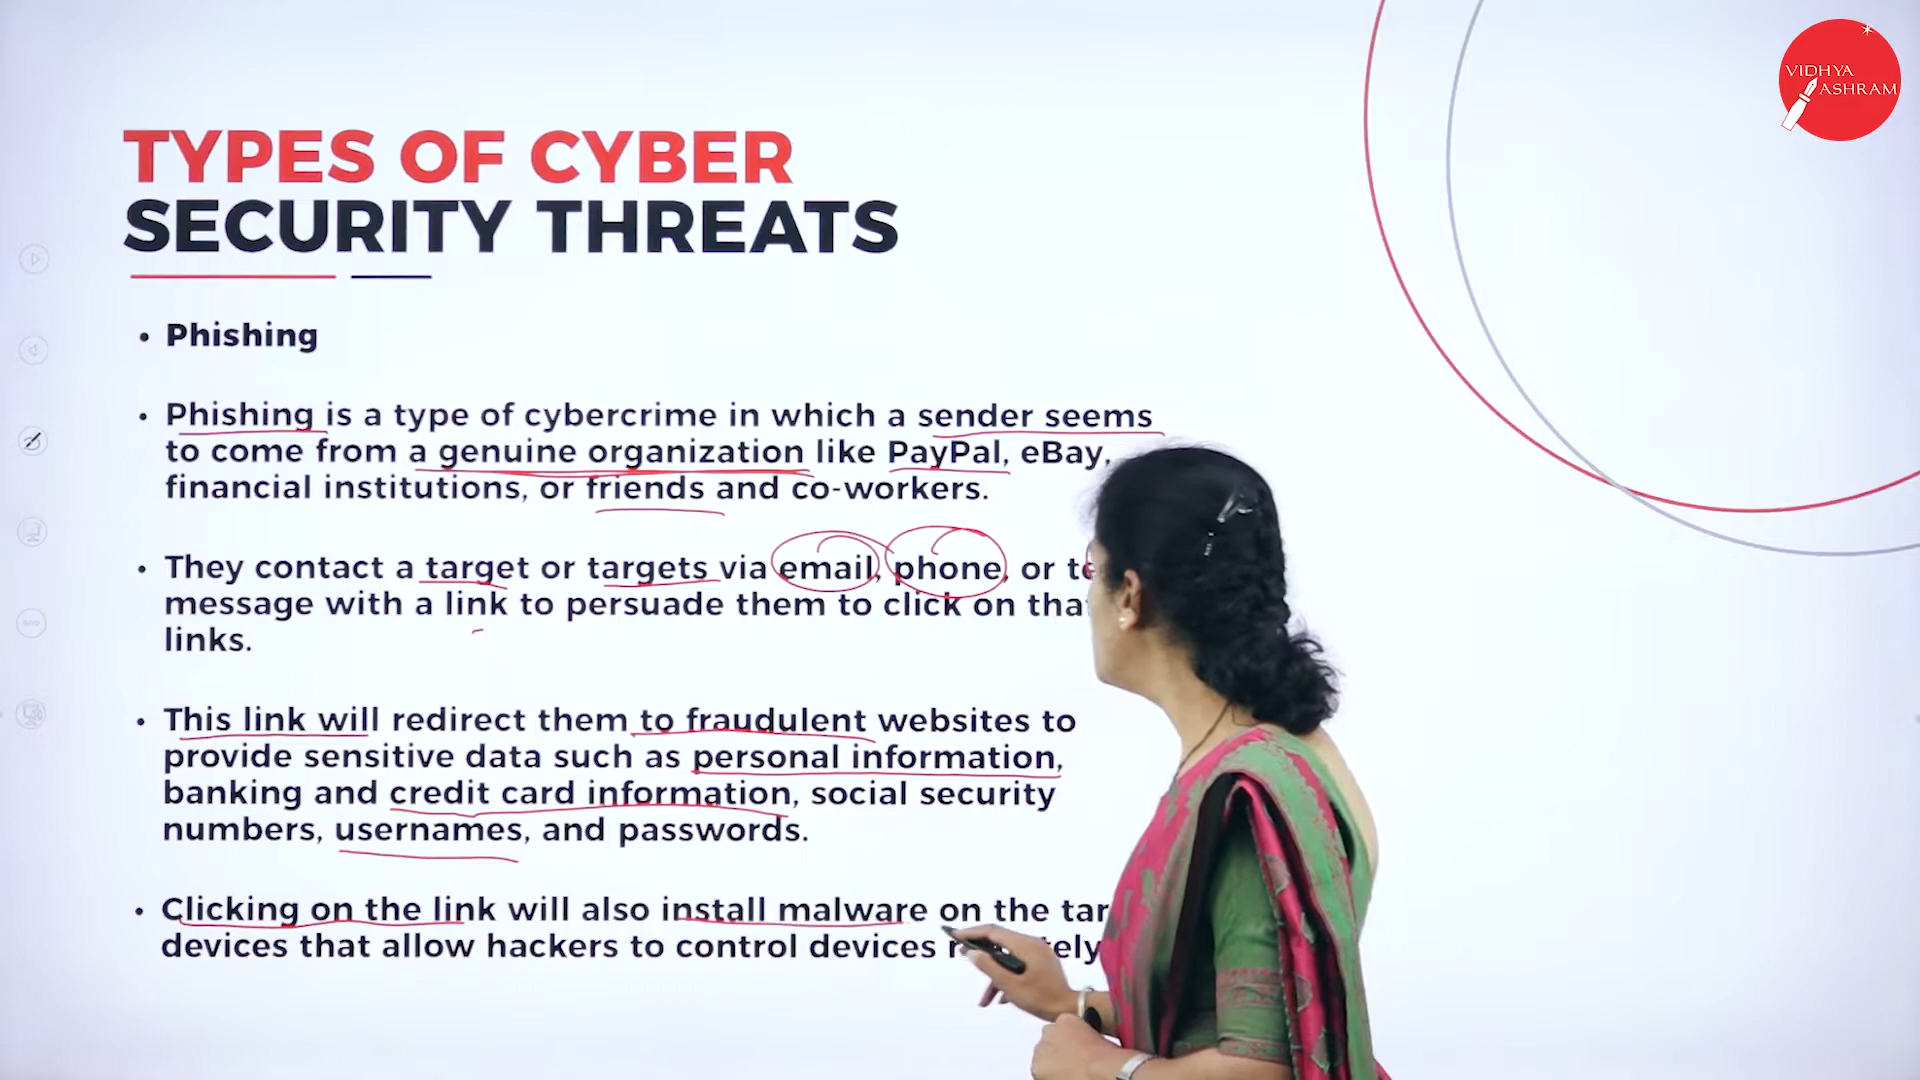 VIDHYA
ASHRAM
TYPES OF CYBER
SECURITY THREATS
• Phishing
• Phishing is a type of cybercrime in which a sender seems
to come from a genuine organization like PayPal, eBay,
financial institutions, or friends and co-workers.
• They contact a target or targets via email, phone, or
message with a link to persuade them to click on
links.
• This link will redirect them to fraudulent websites to
provide sensitive data such as personal information,
banking and credit card information, social security
numbers, usernames, and passwords.
• Clicking on the link will also install malware on the
devices that allow hackers to control devices